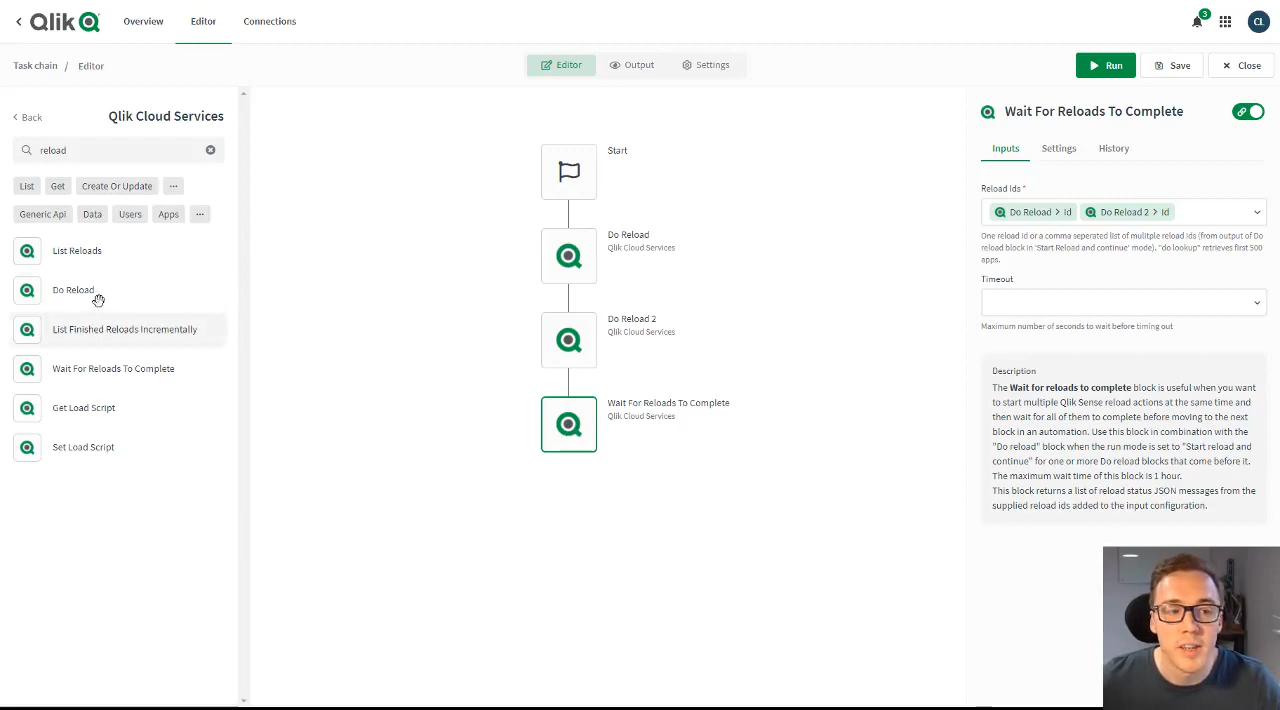 Qlik
Overview
Editor
Connections
3
CL
Task chain / Editor
Editor
Output
Settings
Run
Save
Close
Back
Qlik Cloud Services
reload
List
Get
Create Or Update
...
Generic Api
Data
Users
Apps
...
List Reloads
Do Reload
List Finished Reloads Incrementally
Wait For Reloads To Complete
Get Load Script
Set Load Script
Start
Do Reload
Qlik Cloud Services
Do Reload 2
Qlik Cloud Services
Wait For Reloads To Complete
Qlik Cloud Services
Wait For Reloads To Complete
Inputs
Settings
History
Reload Ids *
Do Reload > Id
Do Reload 2 > Id
One reload id or a comma seperated list of mulitple reload ids (from output of Do
reload block in 'Start Reload and continue' mode). "do lookup" retrieves first 500
apps.
Timeout
Maximum number of seconds to wait before timing out
Description
The Wait for reloads to complete block is useful when you want
to start multiple Qlik Sense reload actions at the same time and
then wait for all of them to complete before moving to the next
block in an automation. Use this block in combination with the
"Do reload" block when the run mode is set to "Start reload and
continue" for one or more Do reload blocks that come before it.
The maximum wait time of this block is 1 hour.
This block returns a list of reload status JSON messages from the
supplied reload ids added to the input configuration.